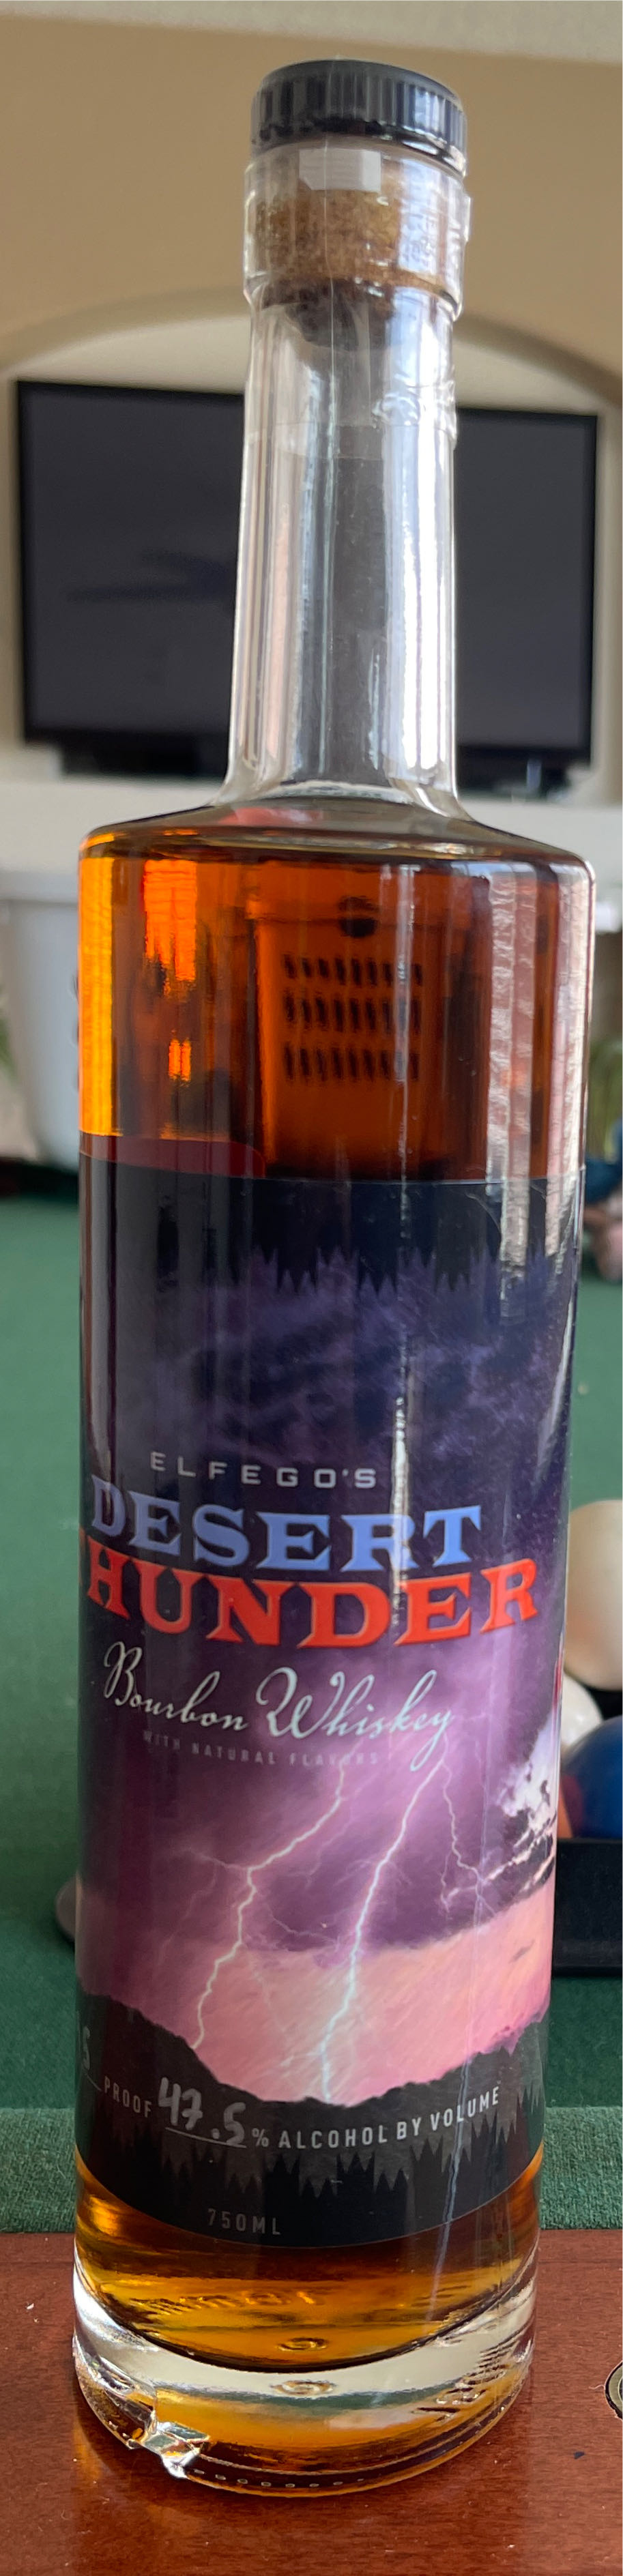 ELFEGO'S
DESERT
HUNDER
Bourbon Whiskey
WITH NATURAL FLAVORS
PROOF 47.5 % ALCOHOL BY VOLUME
750ML